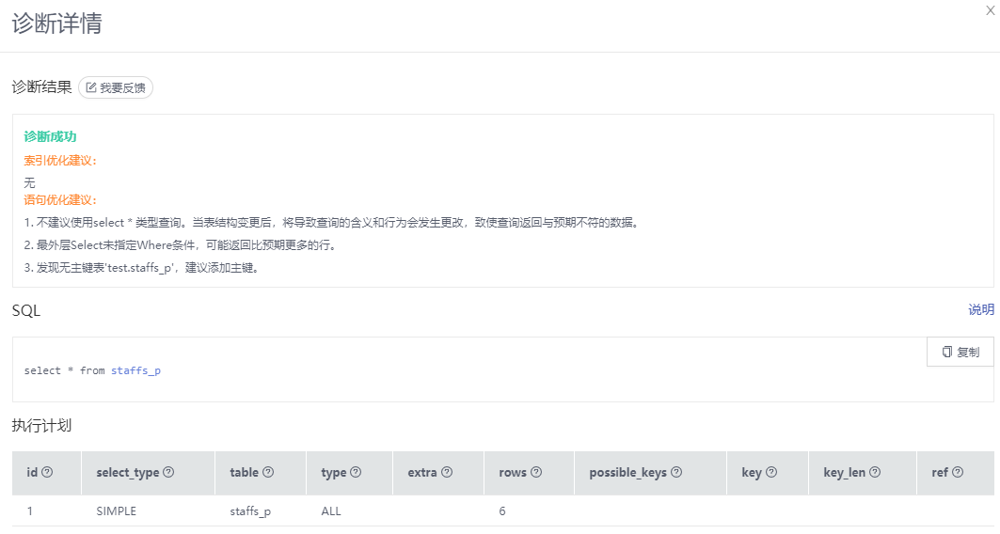 诊断详情
X
诊断结果 我要反馈
诊断成功
索引优化建议：
无
语句优化建议：
1. 不建议使用select * 类型查询。当表结构变更后，将导致查询的含义和行为会发生更改，致使查询返回与预期不符的数据。
2. 最外层Select未指定Where条件，可能返回比预期更多的行。
3. 发现无主键表'test.staffs_p'，建议添加主键。
SQL 说明
复制
select * from staffs_p
执行计划
id select_type table type extra rows possible_keys key key_len ref
1 SIMPLE staffs_p ALL 6